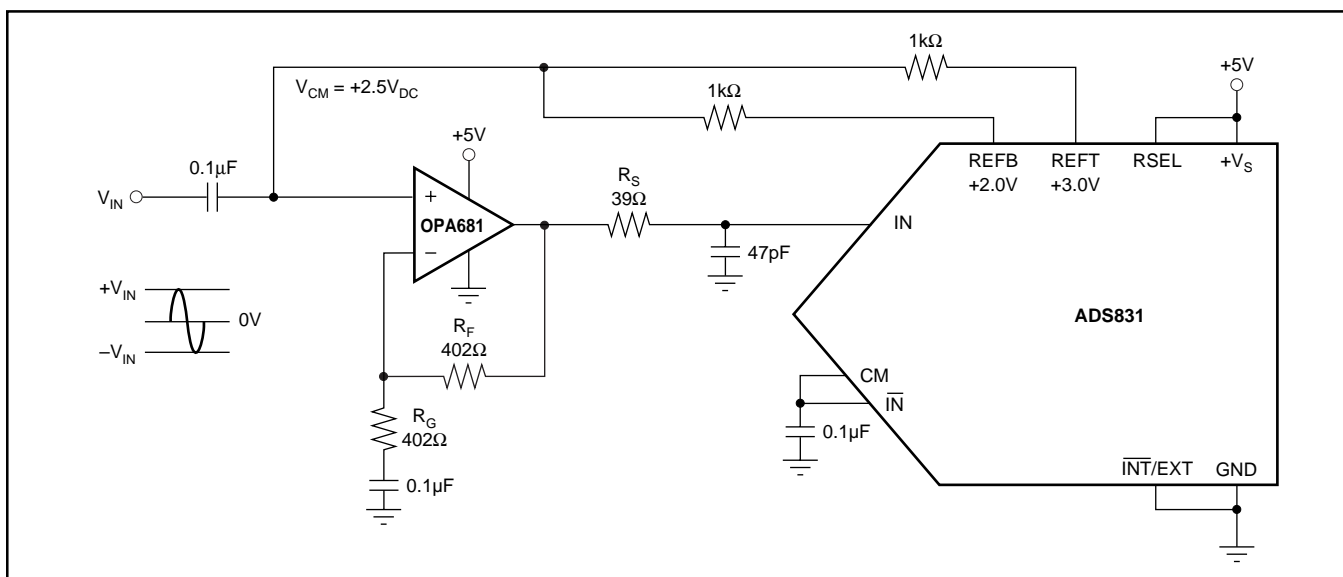 1kΩ
+5V
V_CM = +2.5V_DC
1kΩ
+5V
0.1µF
REFB
+2.0V
REFT
+3.0V
RSEL
+V_S
R_S
39Ω
V_IN
+
OPA681
–
IN
47pF
+V_IN
0V
–V_IN
ADS831
R_F
402Ω
CM
I̅N̅
R_G
402Ω
0.1µF
0.1µF
I̅N̅T̅/EXT
GND